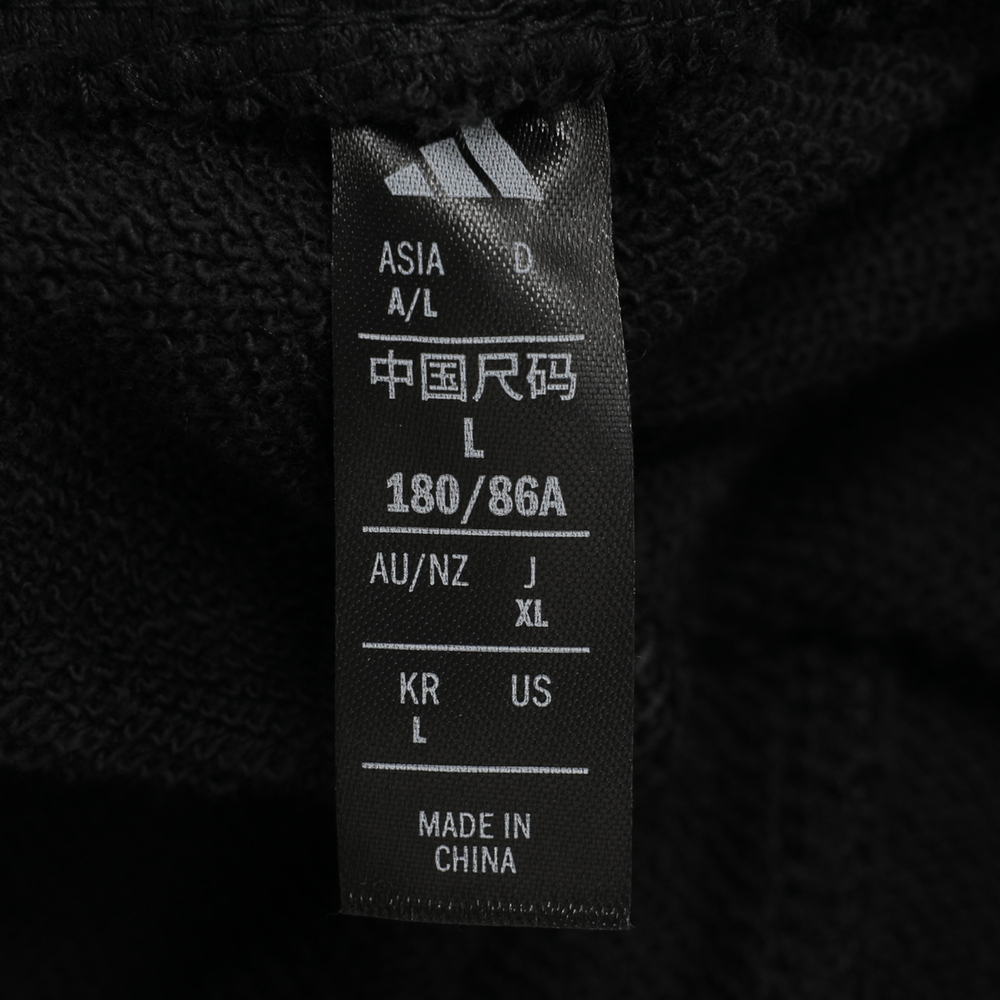 ASIA D
A/L
中国尺码
L
180/86A
AU/NZ J
XL
KR US
L
MADE IN
CHINA